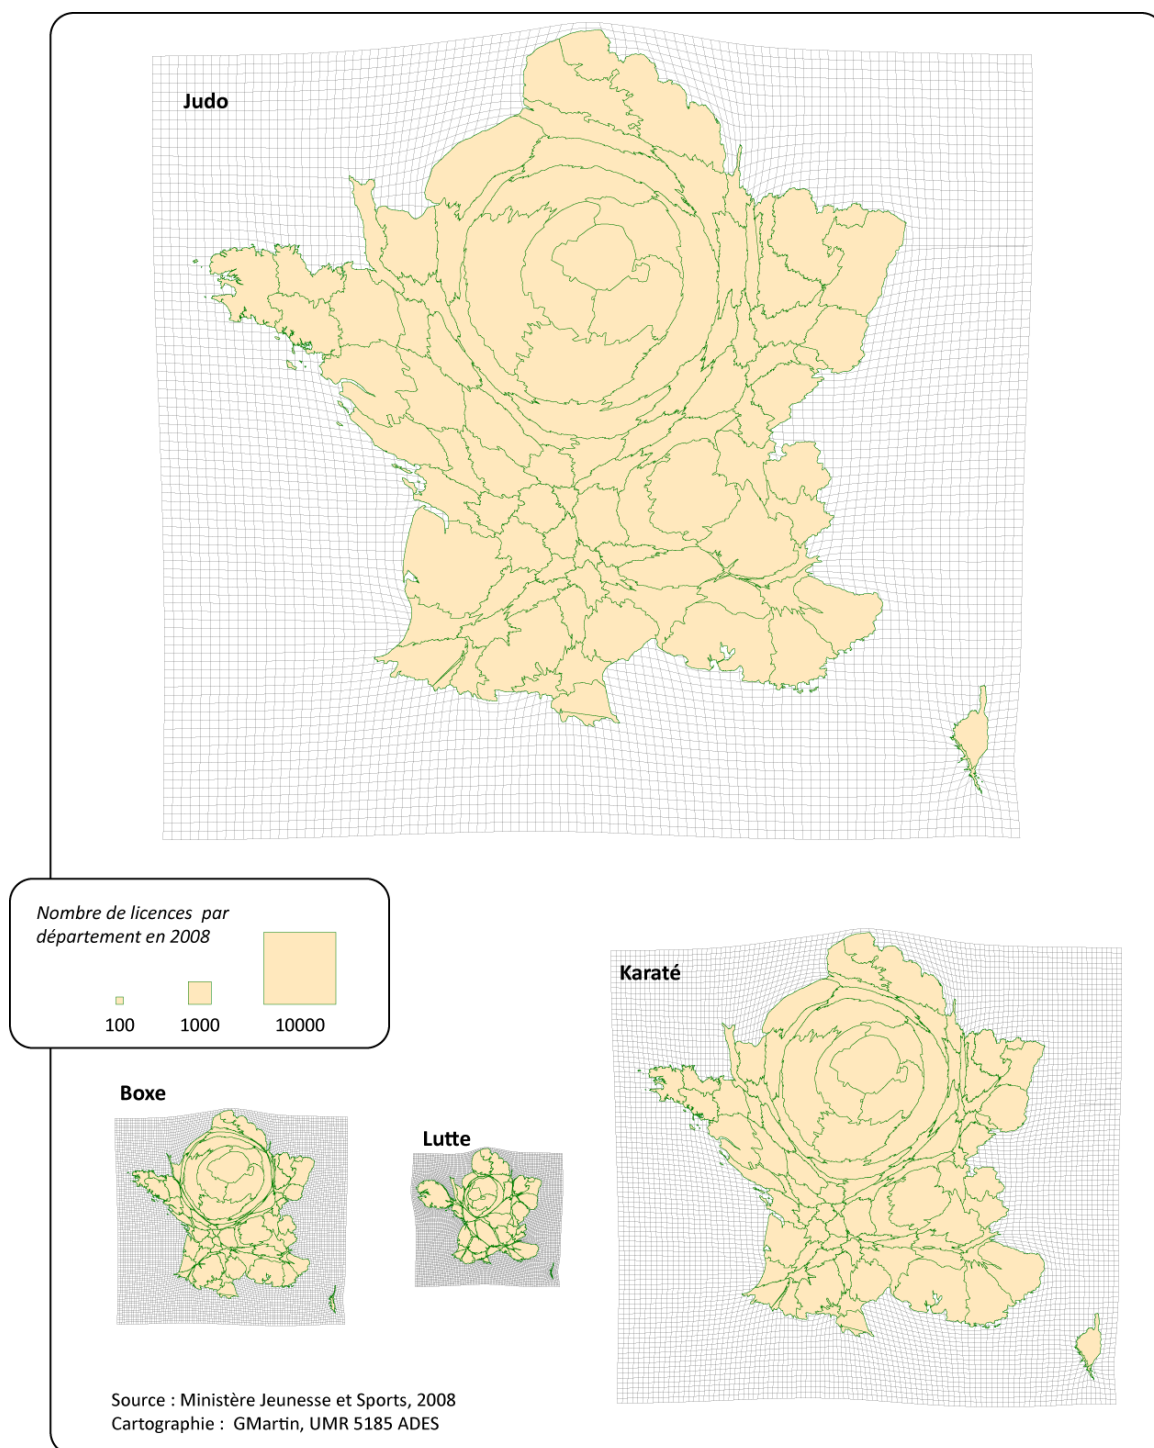 Judo
Nombre de licences par
département en 2008
100 1000 10000
Karaté
Boxe
Lutte
Source : Ministère Jeunesse et Sports, 2008
Cartographie : GMartin, UMR 5185 ADES